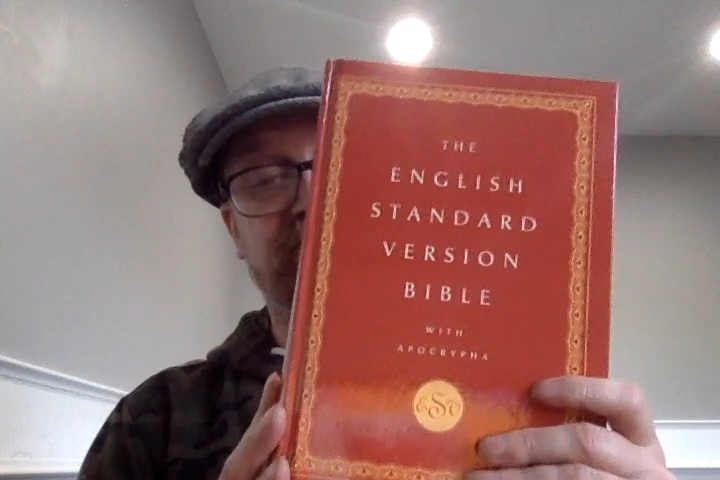 THE
ENGLISH
STANDARD
VERSION
BIBLE
WITH
APOCRYPHA
ESV